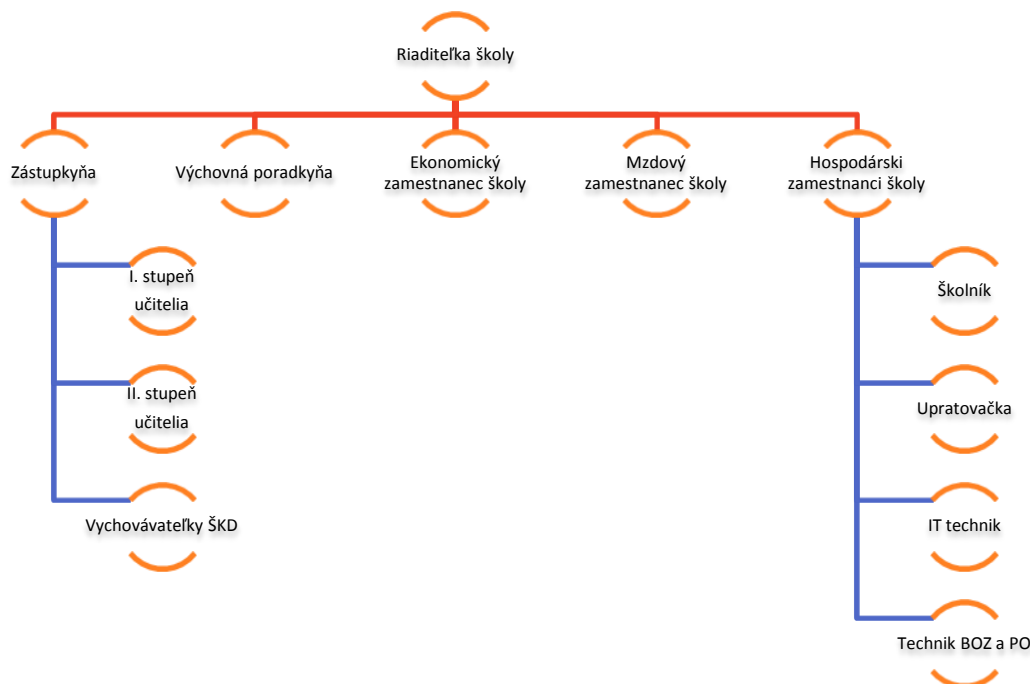 Riaditeľka školy
Zástupkyňa
Výchovná poradkyňa
Ekonomický
zamestnanec školy
Mzdový
zamestnanec školy
Hospodárski
zamestnanci školy
I. stupeň
učitelia
II. stupeň
učitelia
Vychovávateľky ŠKD
Školník
Upratovačka
IT technik
Technik BOZ a PO